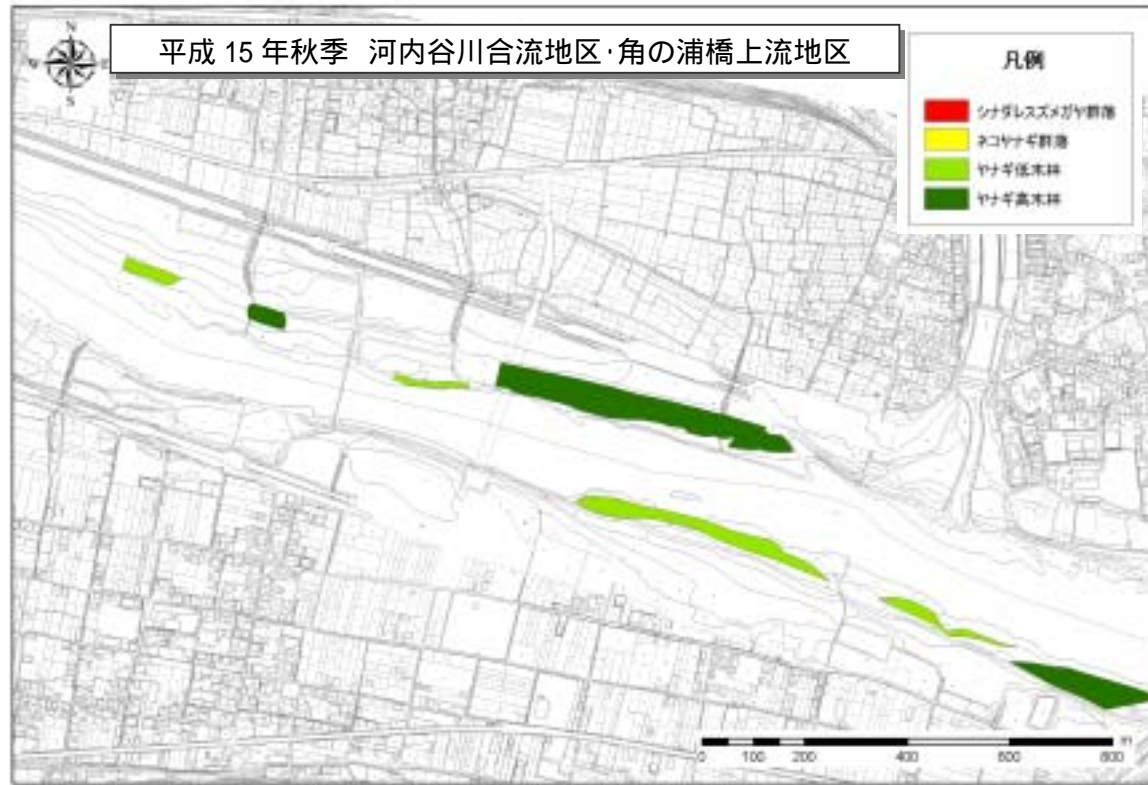 平成 15 年秋季 河内谷川合流地区・角の浦橋上流地区
N
W
E
S
凡例
シナダレスズメガヤ群落
ネコヤナギ群落
ヤナギ低木林
ヤナギ高木林
m
0 100 200 400 600 800